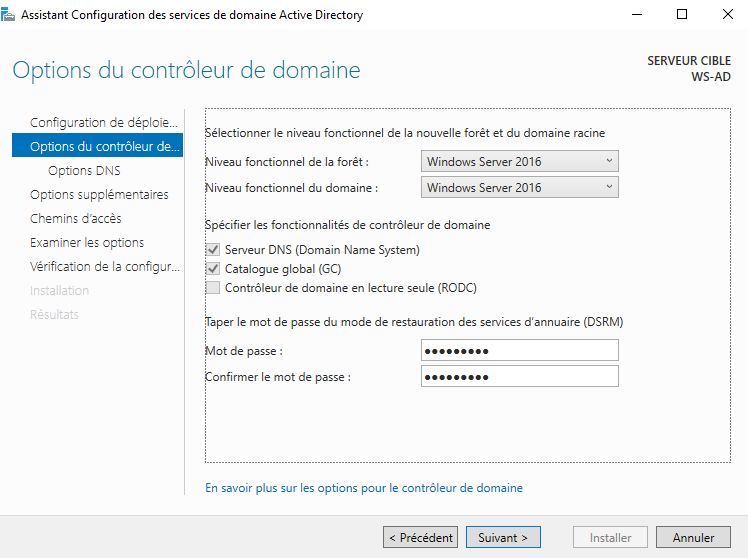 Assistant Configuration des services de domaine Active Directory
Options du contrôleur de domaine
SERVEUR CIBLE
WS-AD
Configuration de déploie...
Options du contrôleur de...
Options DNS
Options supplémentaires
Chemins d'accès
Examiner les options
Vérification de la configur...
Installation
Résultats
Sélectionner le niveau fonctionnel de la nouvelle forêt et du domaine racine
Niveau fonctionnel de la forêt : Windows Server 2016
Niveau fonctionnel du domaine : Windows Server 2016
Spécifier les fonctionnalités de contrôleur de domaine
Serveur DNS (Domain Name System)
Catalogue global (GC)
Contrôleur de domaine en lecture seule (RODC)
Taper le mot de passe du mode de restauration des services d'annuaire (DSRM)
Mot de passe : ●●●●●●●●●
Confirmer le mot de passe : ●●●●●●●●●
En savoir plus sur les options pour le contrôleur de domaine
< Précédent Suivant > Installer Annuler